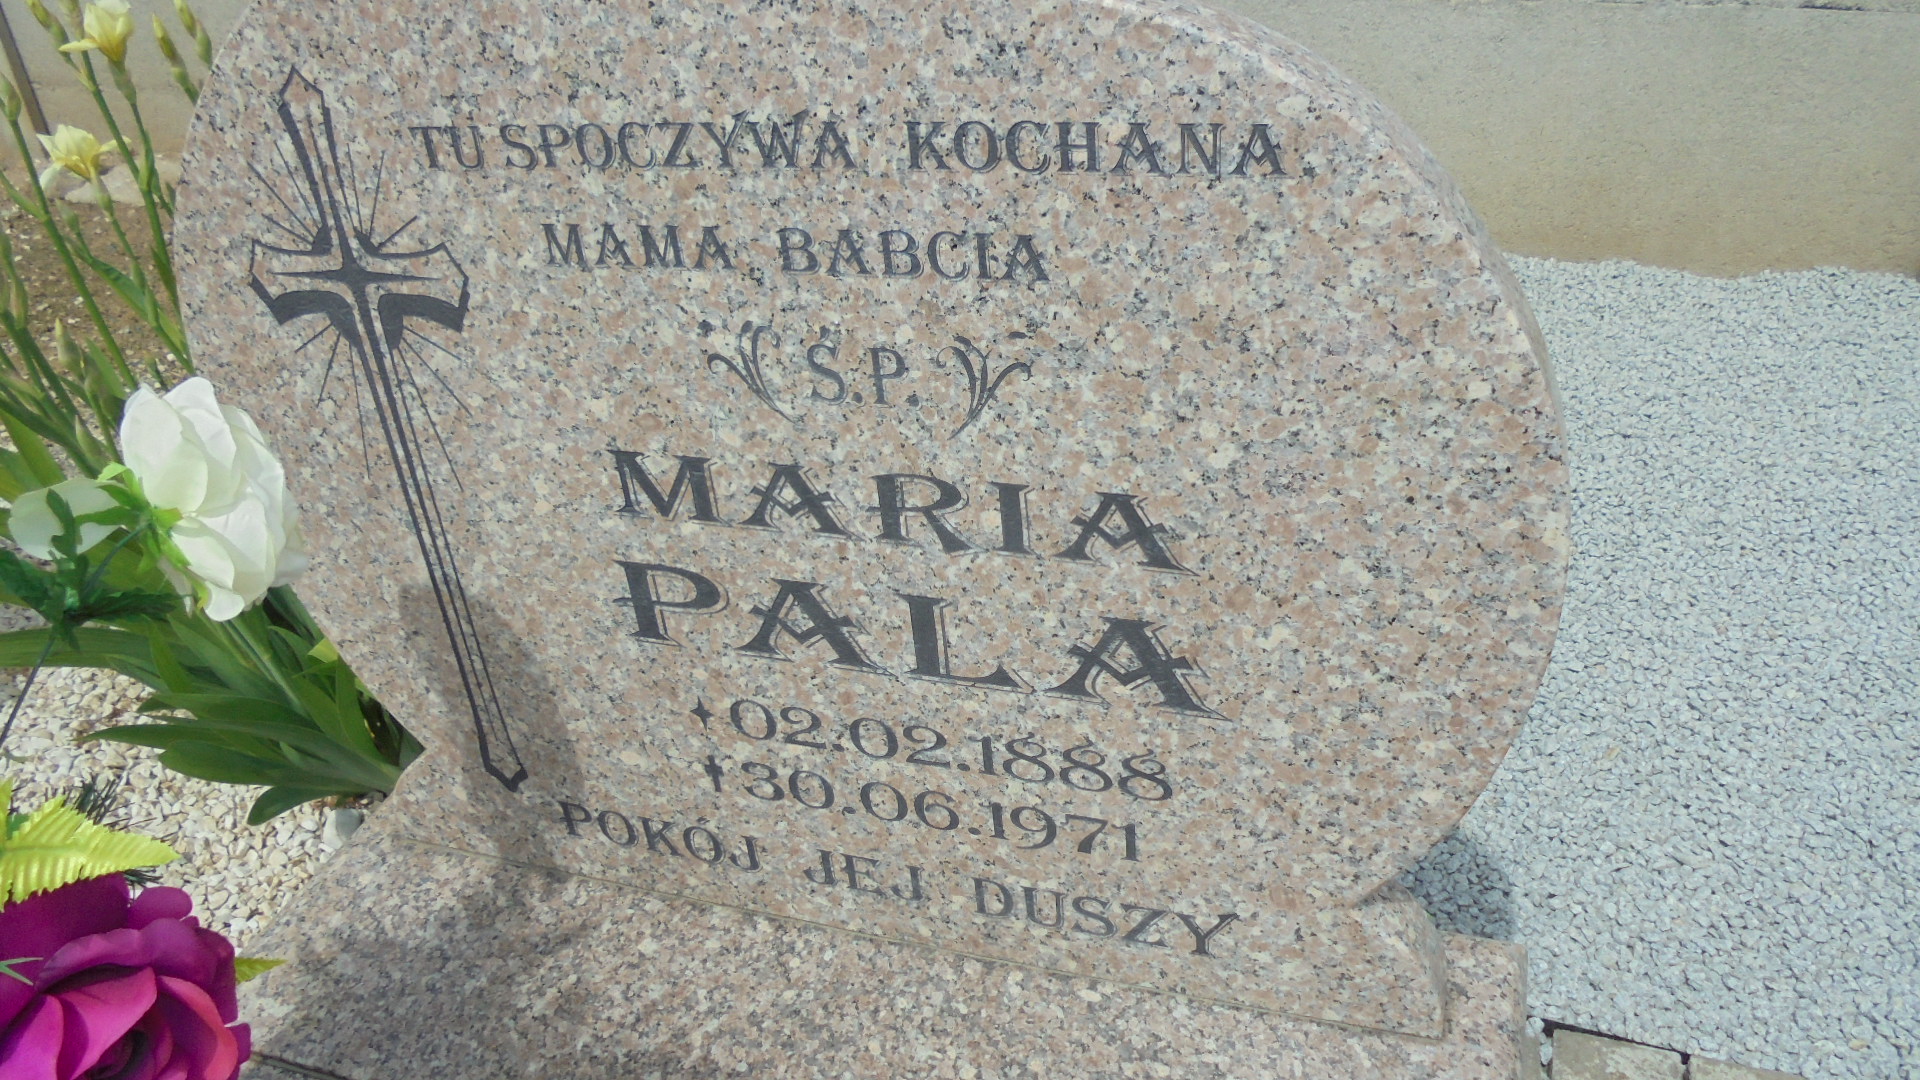 TU SPOCZYWA KOCHANA
MAMA BABCIA
Ś.P.
MARIA
PALA
02.02.1888
30.06.1971
POKÓJ JEJ DUSZY